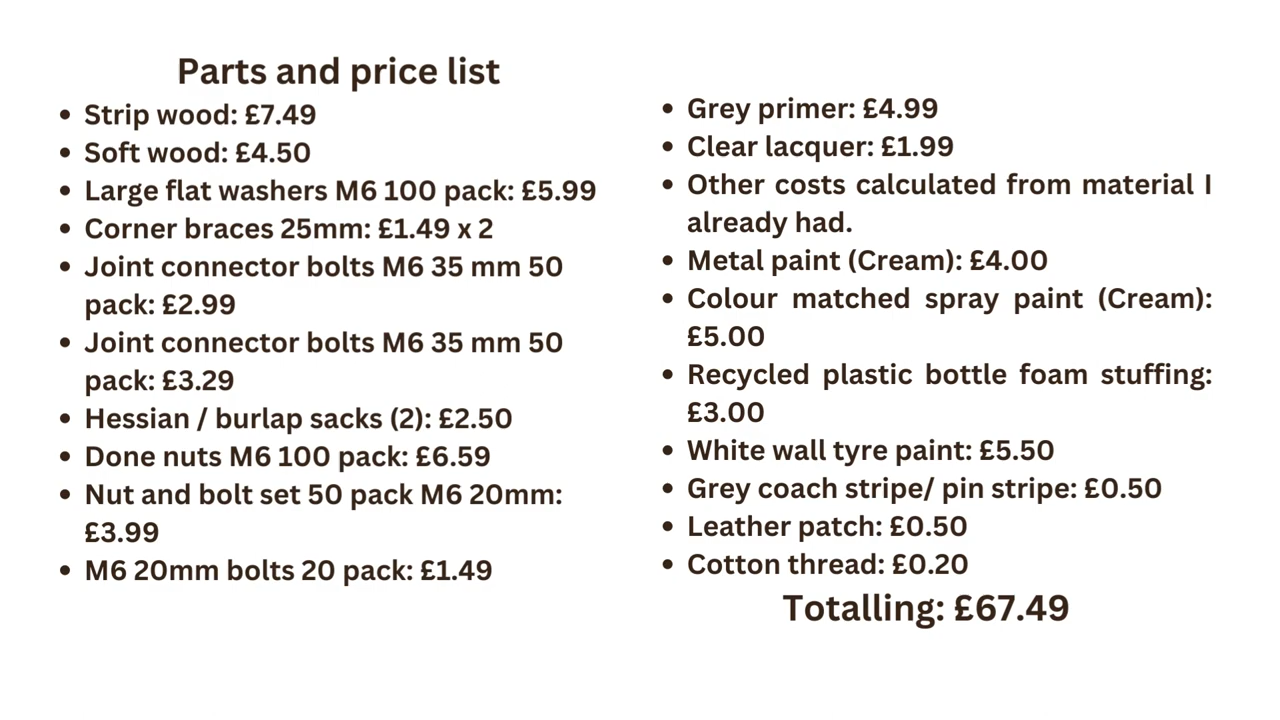 Parts and price list
• Strip wood: £7.49
• Soft wood: £4.50
• Large flat washers M6 100 pack: £5.99
• Corner braces 25mm: £1.49 x 2
• Joint connector bolts M6 35 mm 50
pack: £2.99
• Joint connector bolts M6 35 mm 50
pack: £3.29
• Hessian / burlap sacks (2): £2.50
• Done nuts M6 100 pack: £6.59
• Nut and bolt set 50 pack M6 20mm:
£3.99
• M6 20mm bolts 20 pack: £1.49
• Grey primer: £4.99
• Clear lacquer: £1.99
• Other costs calculated from material I
already had.
• Metal paint (Cream): £4.00
• Colour matched spray paint (Cream):
£5.00
• Recycled plastic bottle foam stuffing:
£3.00
• White wall tyre paint: £5.50
• Grey coach stripe/ pin stripe: £0.50
• Leather patch: £0.50
• Cotton thread: £0.20
Totalling: £67.49